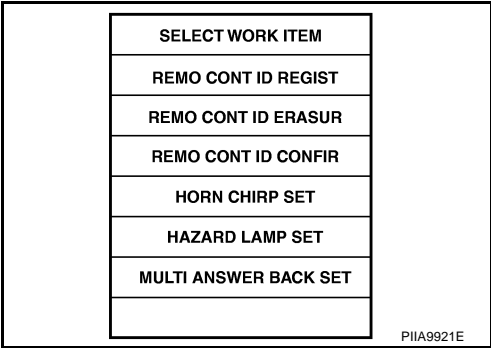 SELECT WORK ITEM
REMO CONT ID REGIST
REMO CONT ID ERASUR
REMO CONT ID CONFIR
HORN CHIRP SET
HAZARD LAMP SET
MULTI ANSWER BACK SET
PIIA9921E